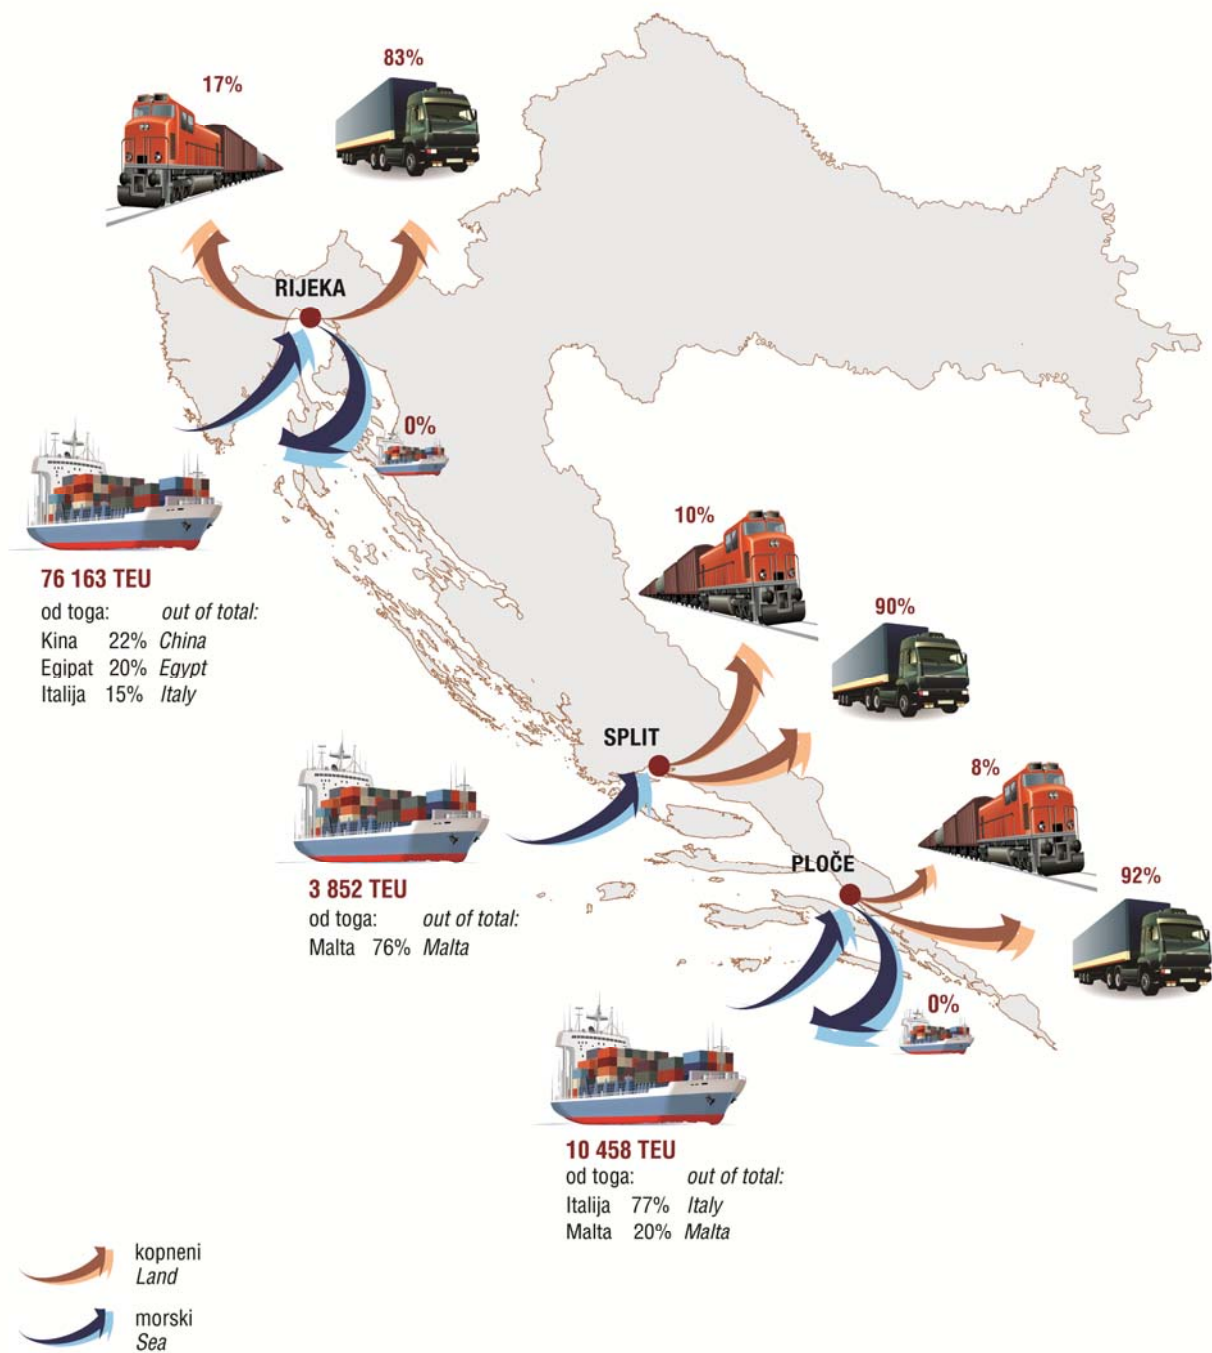 83%
17%
RIJEKA
0%
76 163 TEU
od toga: out of total:
Kina 22% China
Egipat 20% Egypt
Italija 15% Italy
10%
90%
SPLIT
8%
3 852 TEU
od toga: out of total:
Malta 76% Malta
PLOČE
92%
0%
10 458 TEU
od toga: out of total:
Italija 77% Italy
Malta 20% Malta
kopneni
Land
morski
Sea